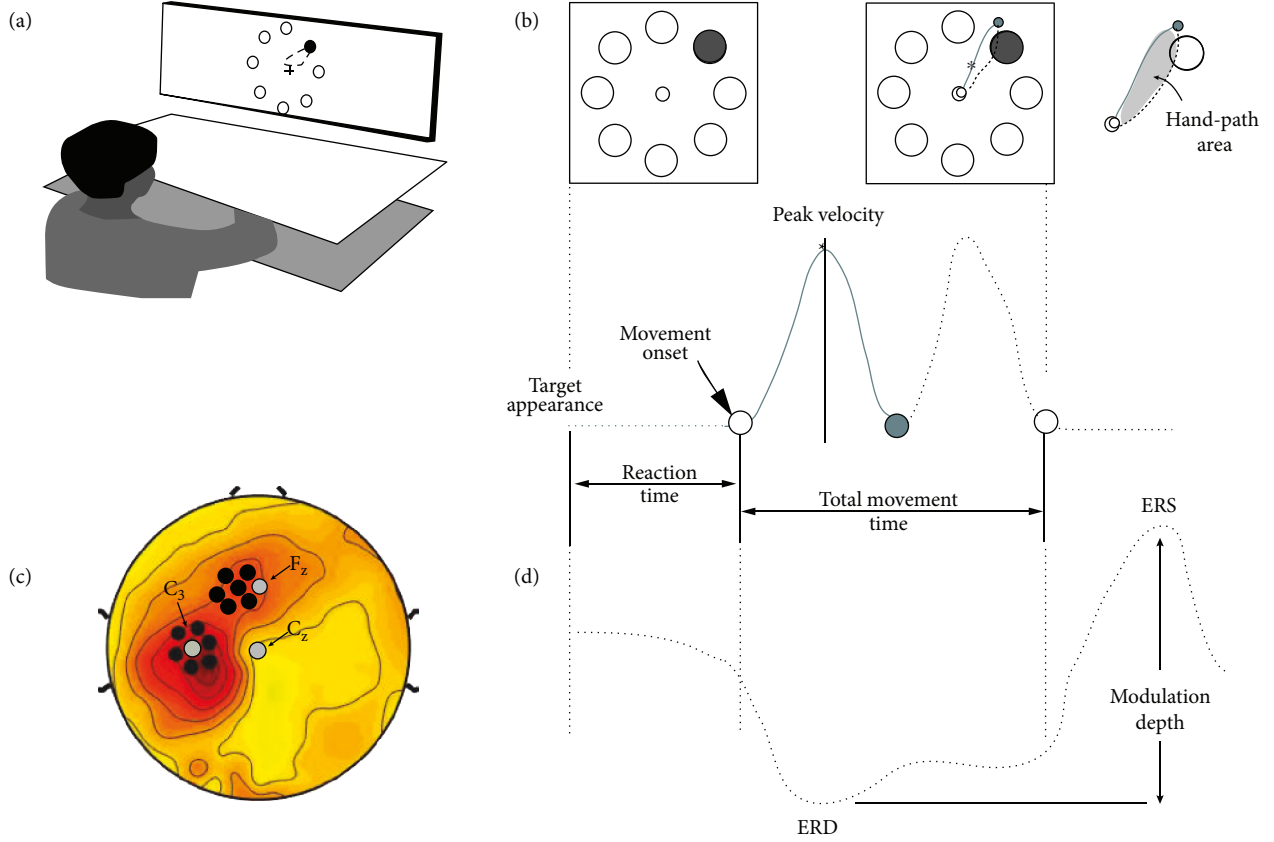 (a)
(b)
Hand-path
area
Peak velocity
Movement
onset
Target
appearance
Reaction
time
Total movement
time
(c)
C3
Fz
Cz
(d)
ERS
Modulation
depth
ERD